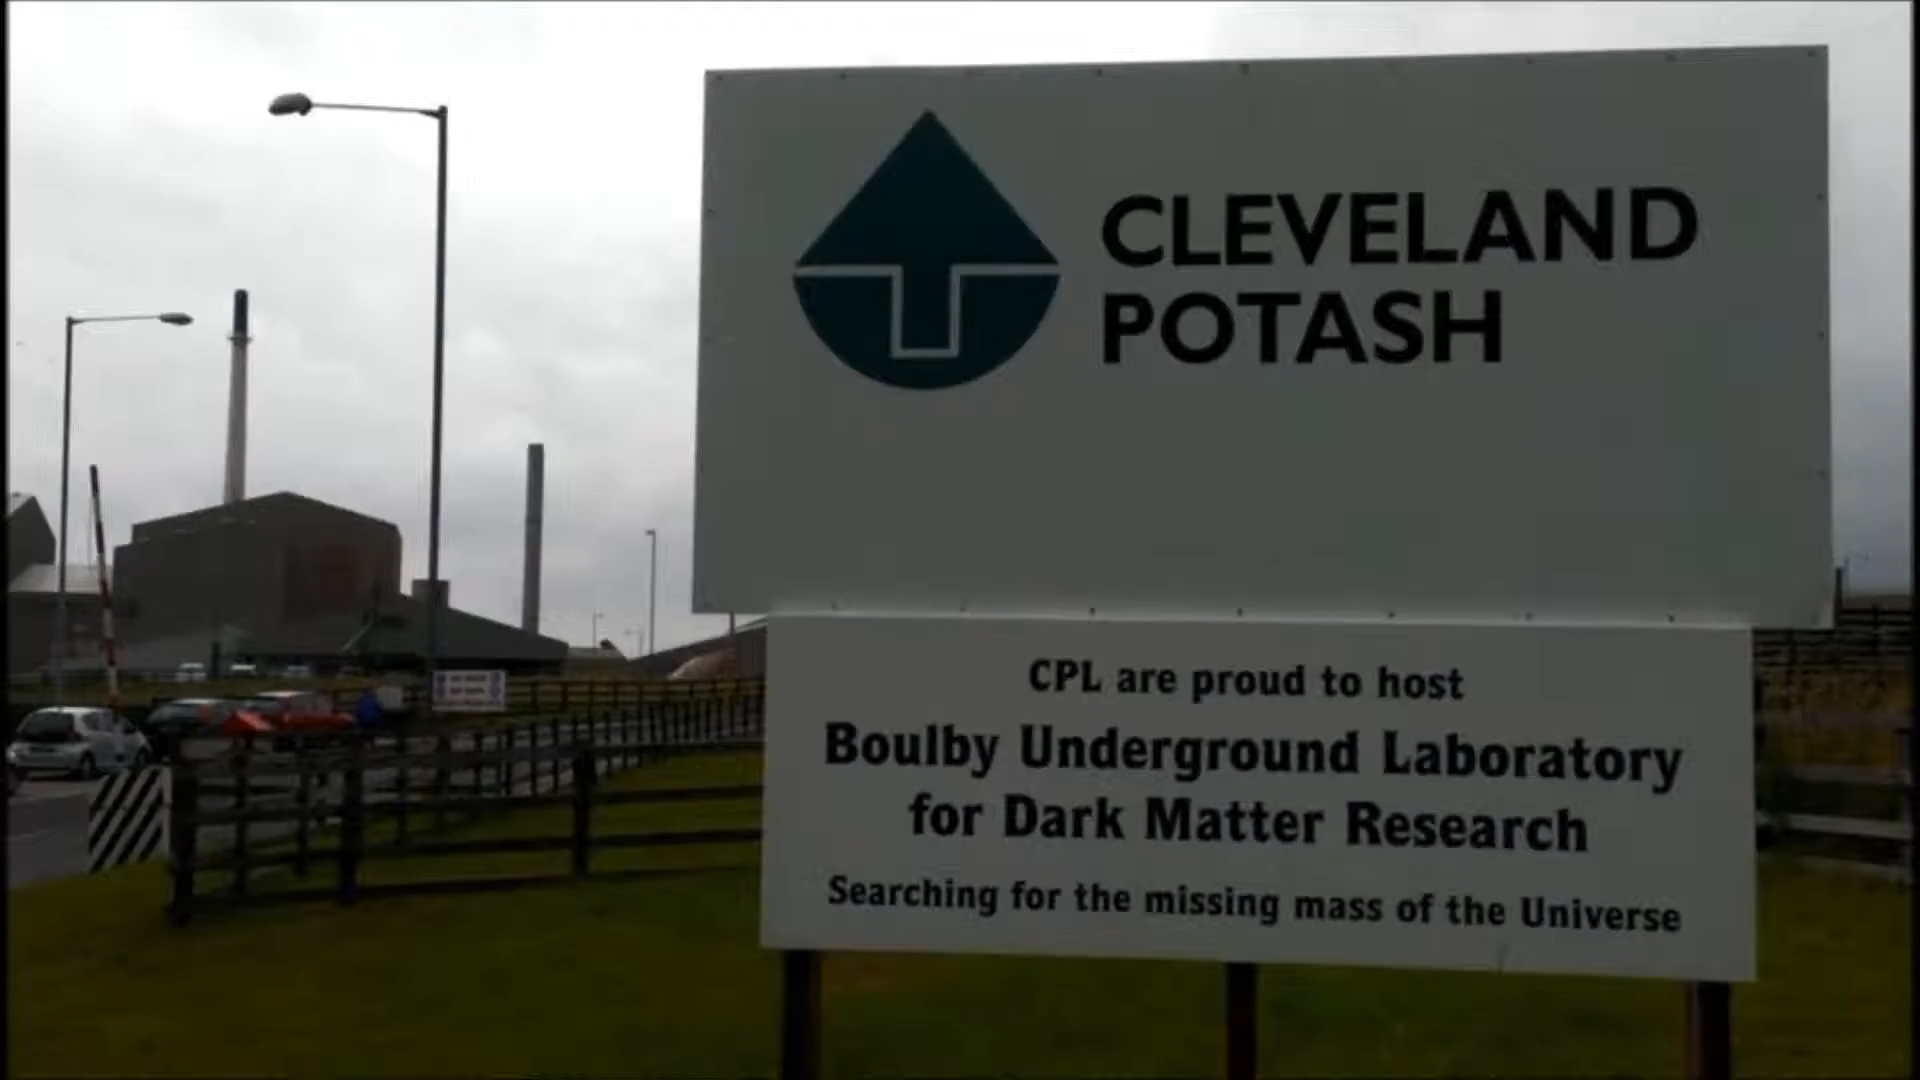 CLEVELAND
POTASH
CPL are proud to host
Boulby Underground Laboratory
for Dark Matter Research
Searching for the missing mass of the Universe